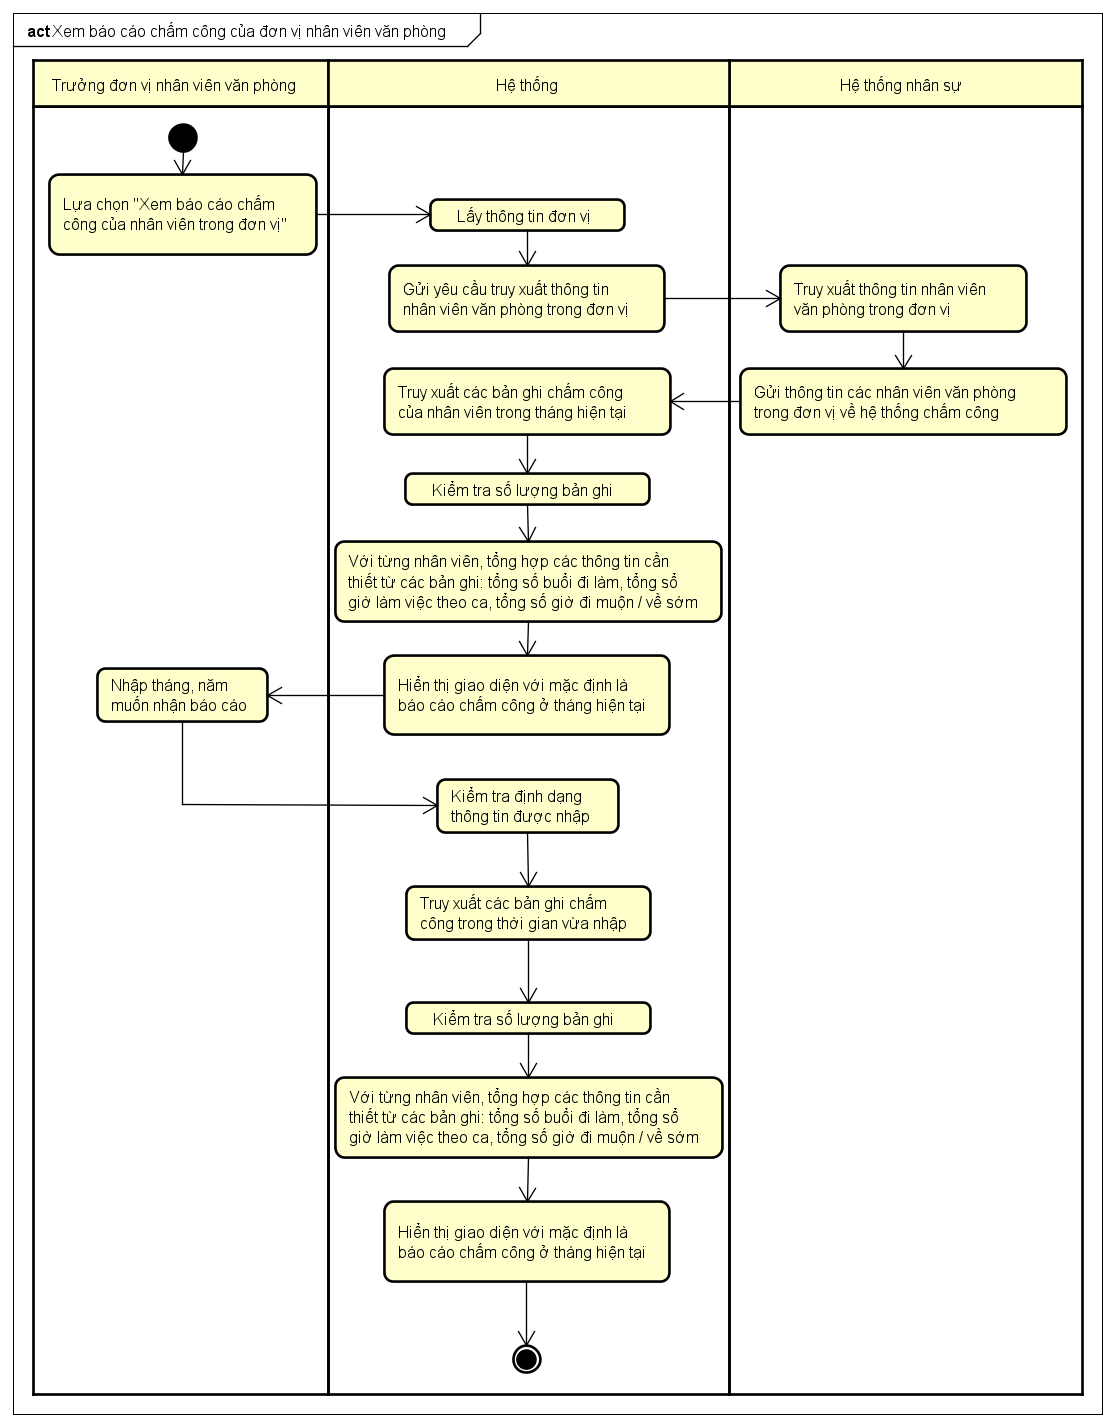 act Xem báo cáo chấm công của đơn vị nhân viên văn phòng
Trưởng đơn vị nhân viên văn phòng
Hệ thống
Hệ thống nhân sự
Lựa chọn "Xem báo cáo chấm
công của nhân viên trong đơn vị"
Lấy thông tin đơn vị
Gửi yêu cầu truy xuất thông tin
nhân viên văn phòng trong đơn vị
Truy xuất thông tin nhân viên
văn phòng trong đơn vị
Gửi thông tin các nhân viên văn phòng
trong đơn vị về hệ thống chấm công
Truy xuất các bản ghi chấm công
của nhân viên trong tháng hiện tại
Kiểm tra số lượng bản ghi
Với từng nhân viên, tổng hợp các thông tin cần
thiết từ các bản ghi: tổng số buổi đi làm, tổng sổ
giờ làm việc theo ca, tổng số giờ đi muộn / về sớm
Hiển thị giao diện với mặc định là
báo cáo chấm công ở tháng hiện tại
Nhập tháng, năm
muốn nhận báo cáo
Kiểm tra định dạng
thông tin được nhập
Truy xuất các bản ghi chấm
công trong thời gian vừa nhập
Kiểm tra số lượng bản ghi
Với từng nhân viên, tổng hợp các thông tin cần
thiết từ các bản ghi: tổng số buổi đi làm, tổng sổ
giờ làm việc theo ca, tổng số giờ đi muộn / về sớm
Hiển thị giao diện với mặc định là
báo cáo chấm công ở tháng hiện tại